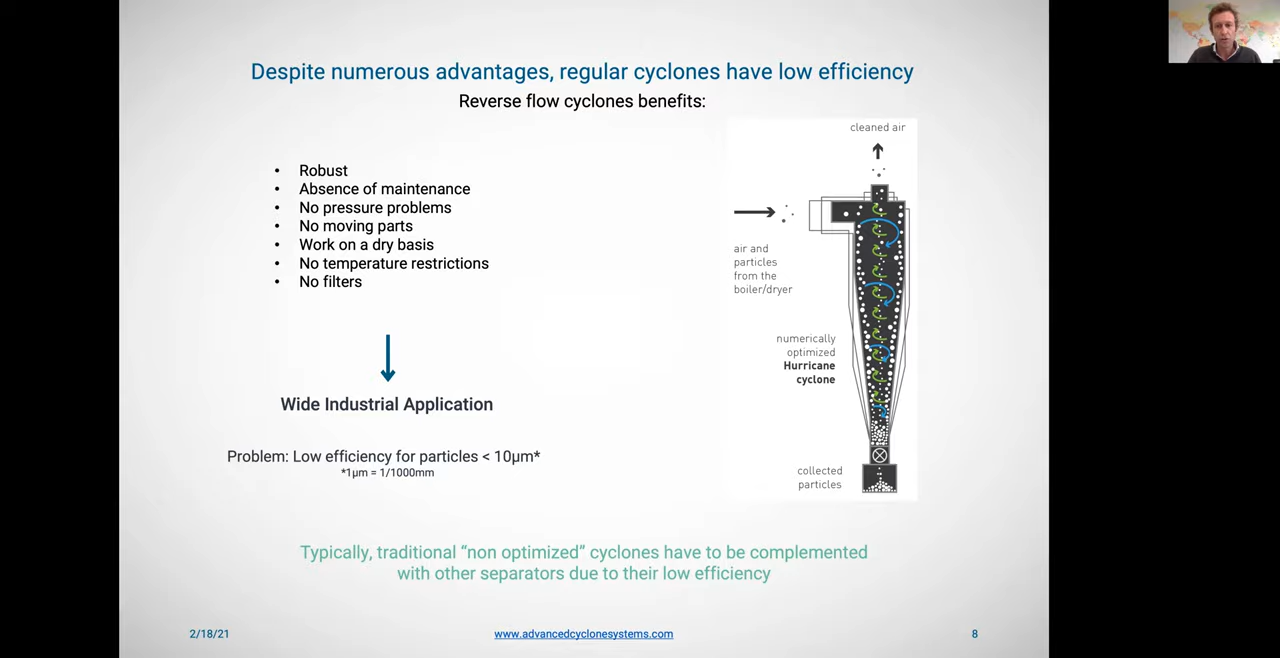 Despite numerous advantages, regular cyclones have low efficiency
Reverse flow cyclones benefits:
• Robust
• Absence of maintenance
• No pressure problems
• No moving parts
• Work on a dry basis
• No temperature restrictions
• No filters
Wide Industrial Application
Problem: Low efficiency for particles < 10µm*
*1µm = 1/1000mm
cleaned air
air and
particles
from the
boiler/dryer
numerically
optimized
Hurricane
cyclone
collected
particles
Typically, traditional “non optimized” cyclones have to be complemented
with other separators due to their low efficiency
2/18/21
www.advancedcyclonesystems.com
8